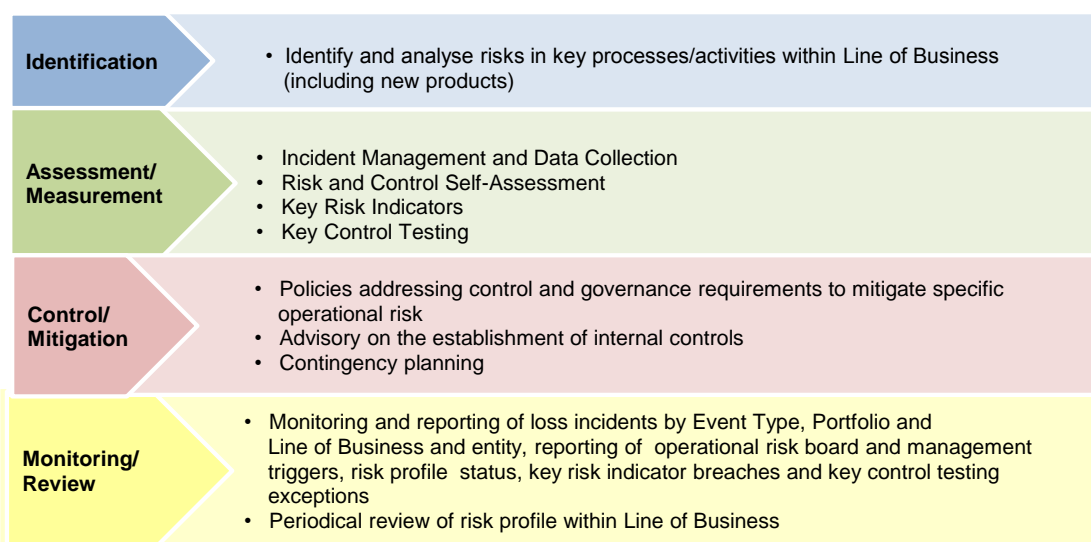 Identification
• Identify and analyse risks in key processes/activities within Line of Business
(including new products)
Assessment/
Measurement
• Incident Management and Data Collection
• Risk and Control Self-Assessment
• Key Risk Indicators
• Key Control Testing
Control/
Mitigation
• Policies addressing control and governance requirements to mitigate specific
operational risk
• Advisory on the establishment of internal controls
• Contingency planning
Monitoring/
Review
• Monitoring and reporting of loss incidents by Event Type, Portfolio and
Line of Business and entity, reporting of operational risk board and management
triggers, risk profile status, key risk indicator breaches and key control testing
exceptions
• Periodical review of risk profile within Line of Business